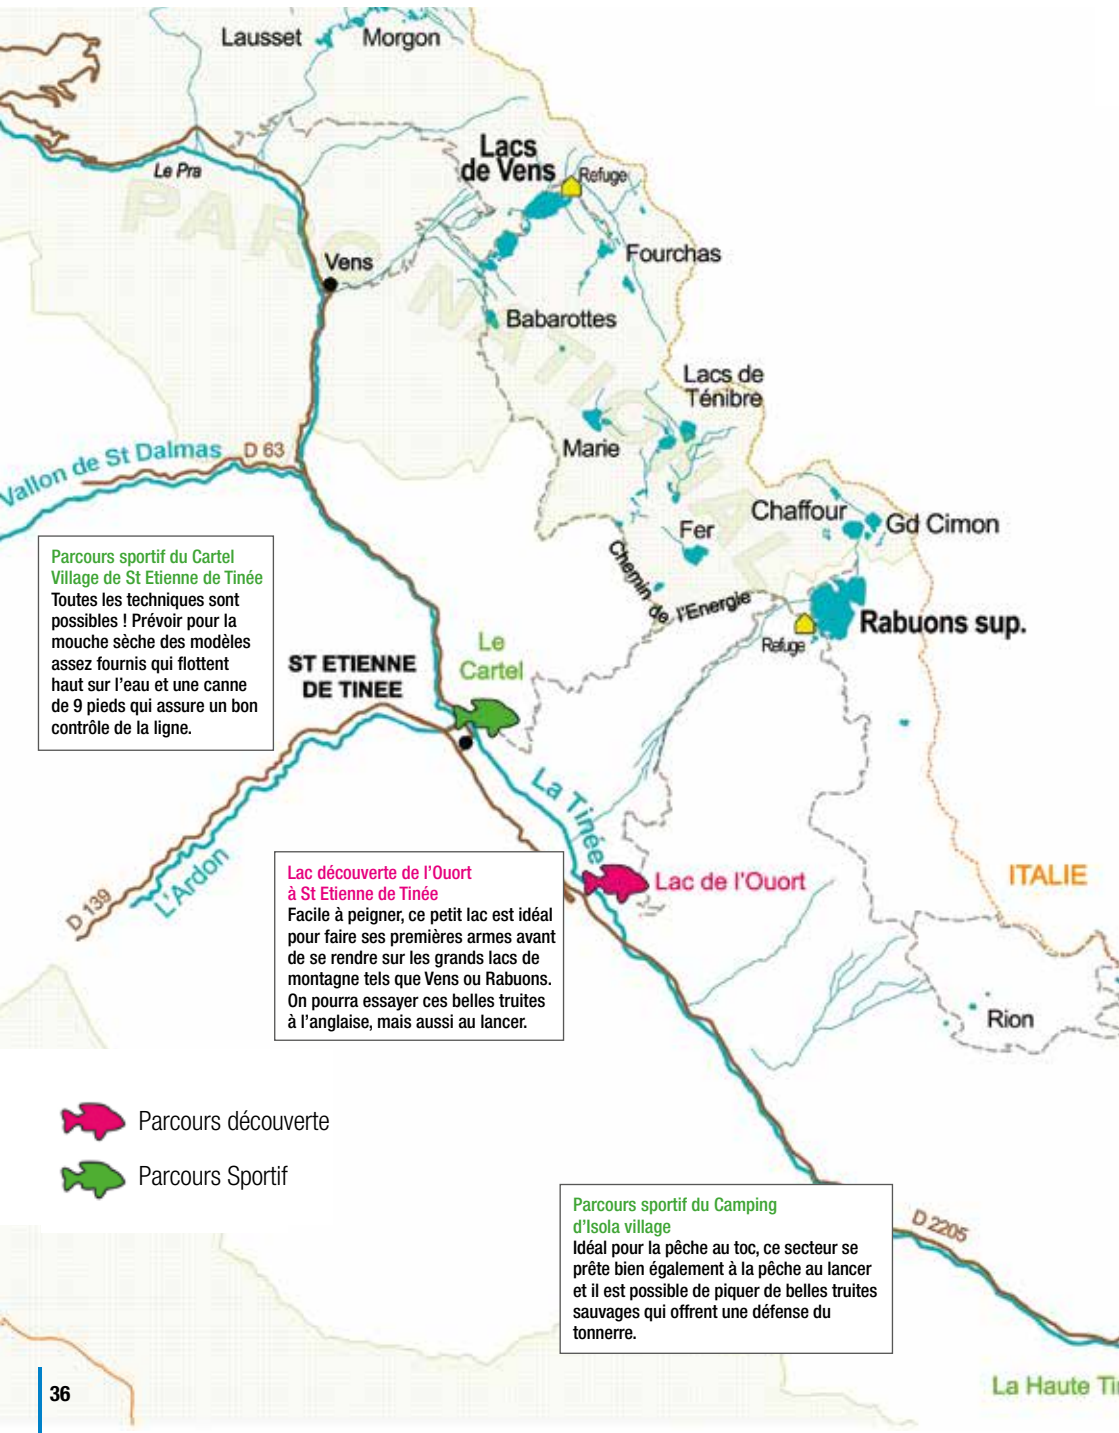 Lausset
Morgon
Lacs
de Vens
Refuge
Le Pra
PARC NATIONAL
Vens
Fourchas
Babarottes
Lacs de
Ténibre
Marie
Vallon de St Dalmas
D 63
Chaffour
Gd Cimon
Fer
Chemin de l'Energie
Rabuons sup.
Refuge
Parcours sportif du Cartel
Village de St Etienne de Tinée
Toutes les techniques sont
possibles ! Prévoir pour la
mouche sèche des modèles
assez fournis qui flottent
haut sur l'eau et une canne
de 9 pieds qui assure un bon
contrôle de la ligne.
Le
Cartel
ST ETIENNE
DE TINEE
La Tinée
L'Ardon
D 139
Lac découverte de l'Ouort
à St Etienne de Tinée
Facile à peigner, ce petit lac est idéal
pour faire ses premières armes avant
de se rendre sur les grands lacs de
montagne tels que Vens ou Rabuons.
On pourra essayer ces belles truites
à l'anglaise, mais aussi au lancer.
Lac de l'Ouort
ITALIE
Rion
Parcours découverte
Parcours Sportif
Parcours sportif du Camping
d'Isola village
Idéal pour la pêche au toc, ce secteur se
prête bien également à la pêche au lancer
et il est possible de piquer de belles truites
sauvages qui offrent une défense du
tonnerre.
D 2205
La Haute Ti
36